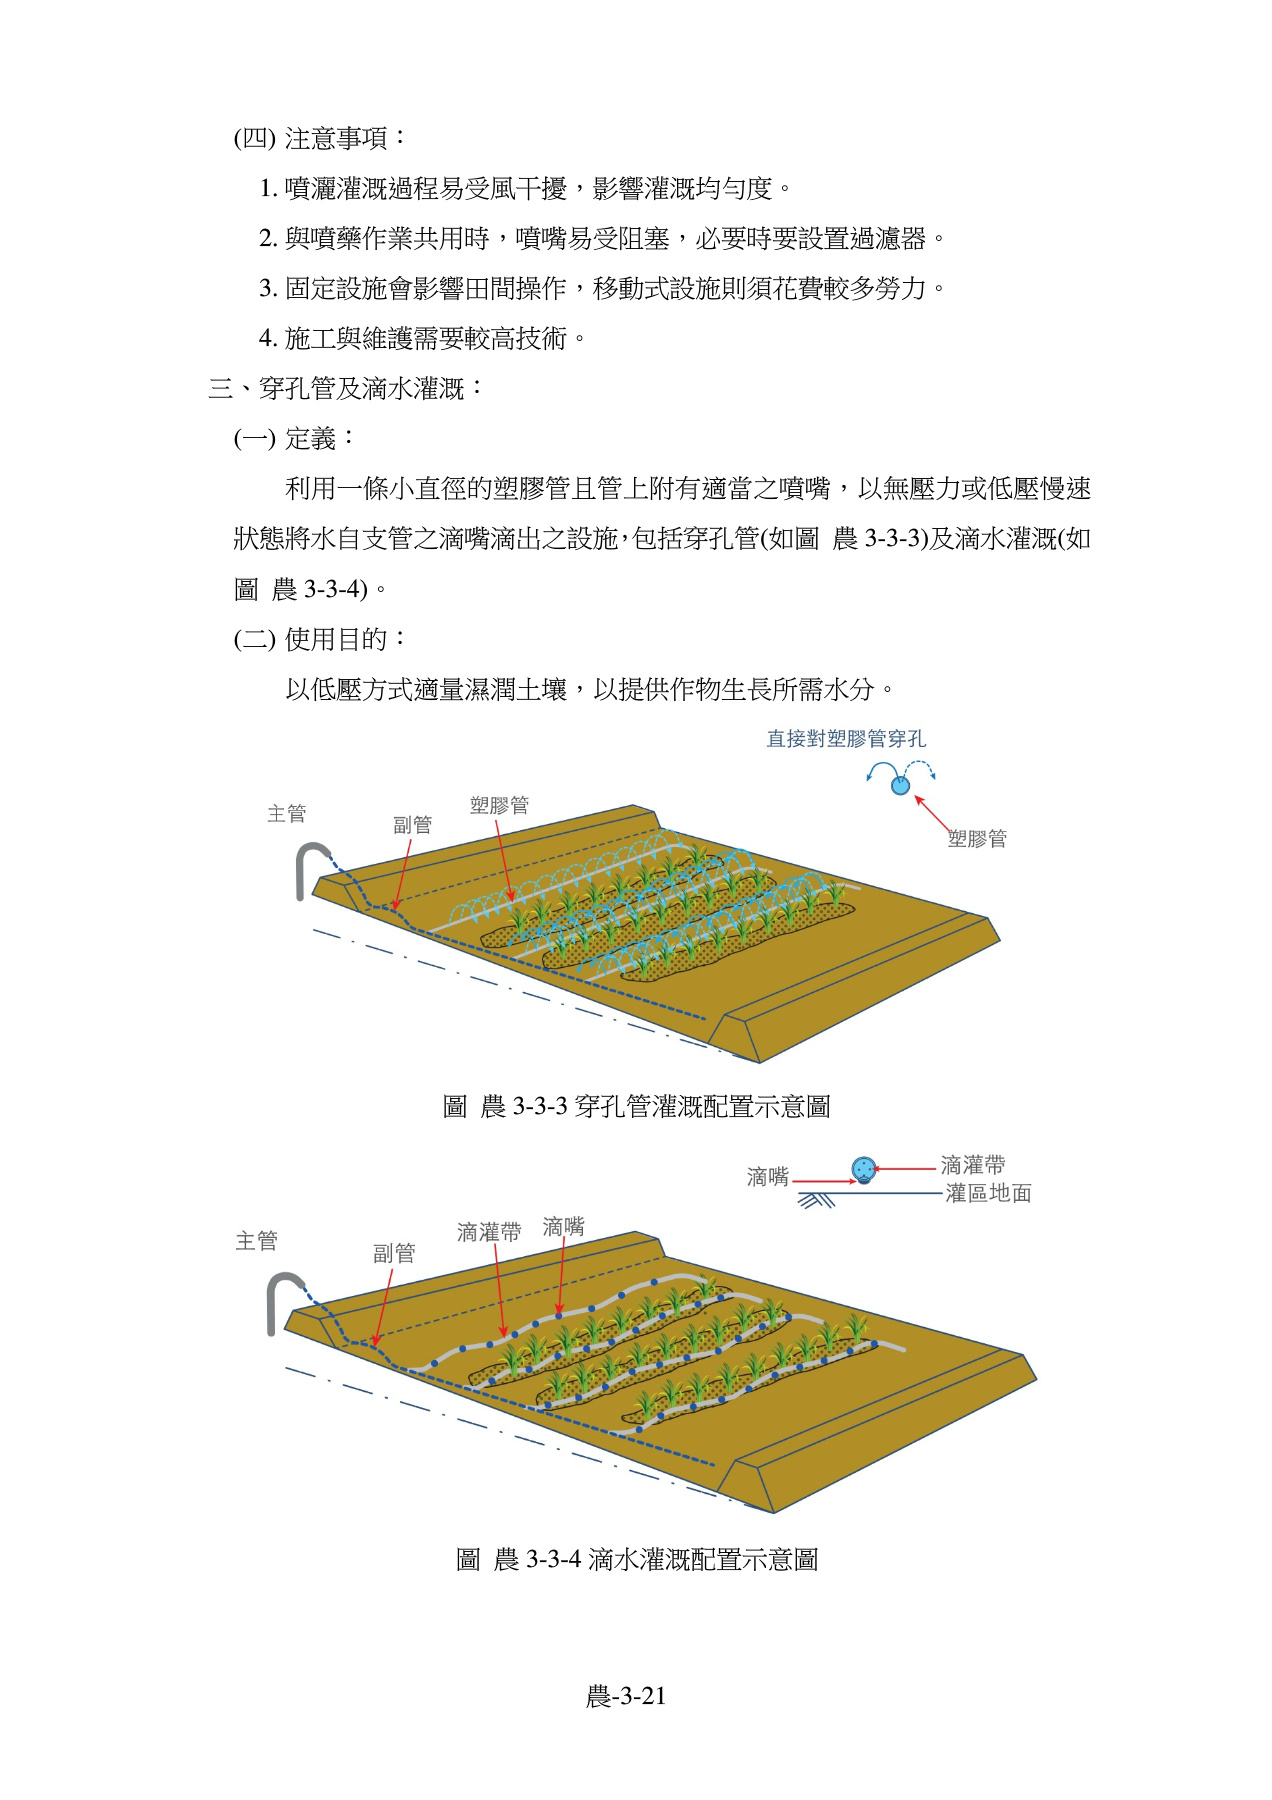 (四) 注意事項：
1. 噴灑灌溉過程易受風干擾，影響灌溉均勻度。
2. 與噴藥作業共用時，噴嘴易受阻塞，必要時要設置過濾器。
3. 固定設施會影響田間操作，移動式設施則須花費較多勞力。
4. 施工與維護需要較高技術。
三、穿孔管及滴水灌溉：
(一) 定義：
利用一條小直徑的塑膠管且管上附有適當之噴嘴，以無壓力或低壓慢速
狀態將水自支管之滴嘴滴出之設施，包括穿孔管(如圖 農 3-3-3)及滴水灌溉(如
圖 農 3-3-4)。
(二) 使用目的：
以低壓方式適量濕潤土壤，以提供作物生長所需水分。
直接對塑膠管穿孔
塑膠管
主管
副管
塑膠管
圖 農 3-3-3 穿孔管灌溉配置示意圖
滴嘴
滴灌帶
灌區地面
主管
副管
滴灌帶
滴嘴
圖 農 3-3-4 滴水灌溉配置示意圖
農-3-21